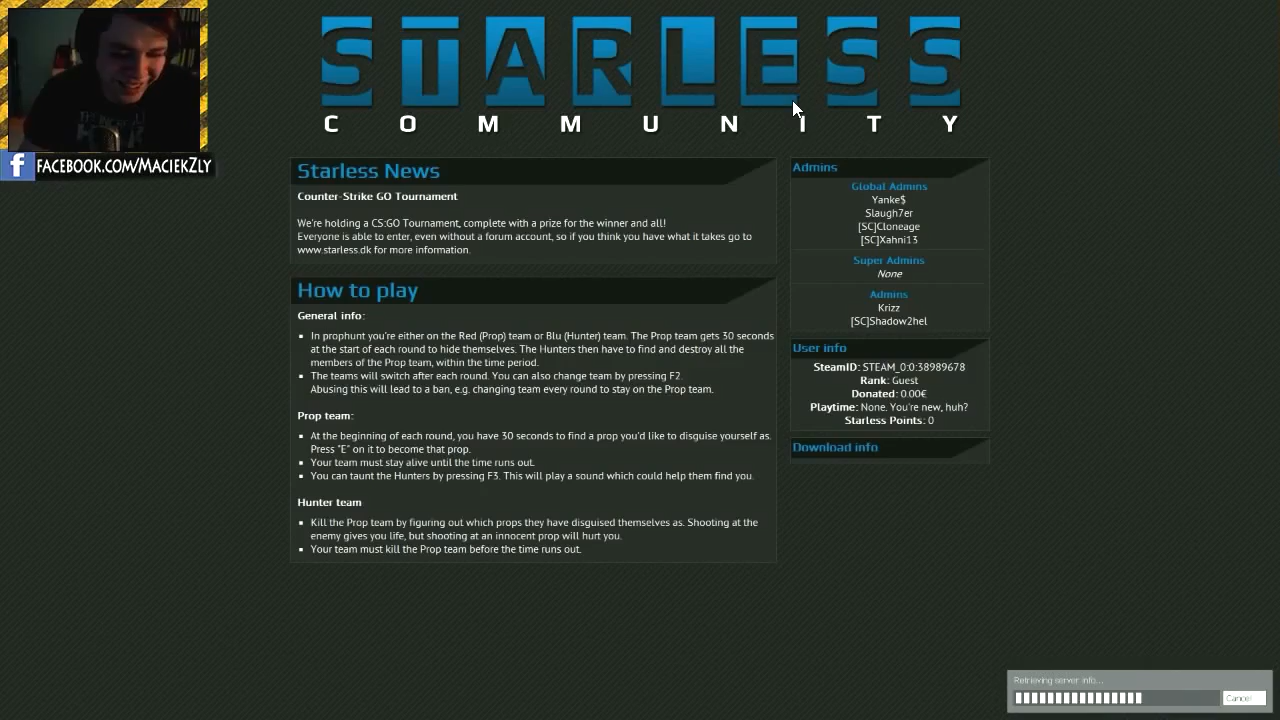 STARLESS
COMMUNITY
FACEBOOK.COM/MACIEKZLY
Starless News
Counter-Strike GO Tournament
We're holding a CS:GO Tournament, complete with a prize for the winner and all!
Everyone is able to enter, even without a forum account, so if you think you have what it takes go to
www.starless.dk for more information.
How to play
General info:
In prophunt you're either on the Red (Prop) team or Blu (Hunter) team. The Prop team gets 30 seconds
at the start of each round to hide themselves. The Hunters then have to find and destroy all the
members of the Prop team, within the time period.
The teams will switch after each round. You can also change team by pressing F2.
Abusing this will lead to a ban, e.g. changing team every round to stay on the Prop team.
Prop team:
At the beginning of each round, you have 30 seconds to find a prop you'd like to disguise yourself as.
Press "E" on it to become that prop.
Your team must stay alive until the time runs out.
You can taunt the Hunters by pressing F3. This will play a sound which could help them find you.
Hunter team
Kill the Prop team by figuring out which props they have disguised themselves as. Shooting at the
enemy gives you life, but shooting at an innocent prop will hurt you.
Your team must kill the Prop team before the time runs out.
Admins
Global Admins
Yanke$
Slaugh7er
[SC]Cloneage
[SC]Xahni13
Super Admins
None
Admins
Krizz
[SC]Shadow2hel
User info
SteamID: STEAM_0:0:38989678
Rank: Guest
Donated: 0.00€
Playtime: None. You're new, huh?
Starless Points: 0
Download info
Retrieving server info...
Cancel